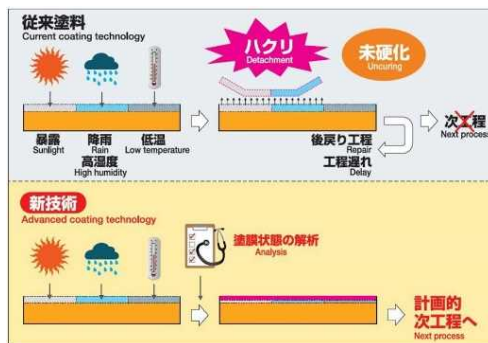 従来塗料
Current coating technology
ハクリ
Detachment
未硬化
Uncuring
暴露
Sunlight
降雨
Rain
高湿度
High humidity
低温
Low temperature
後戻り工程
Repair
工程遅れ
Delay
次工程
Next process
新技術
Advanced coating technology
塗膜状態の解析
Analysis
計画的
次工程へ
Next process